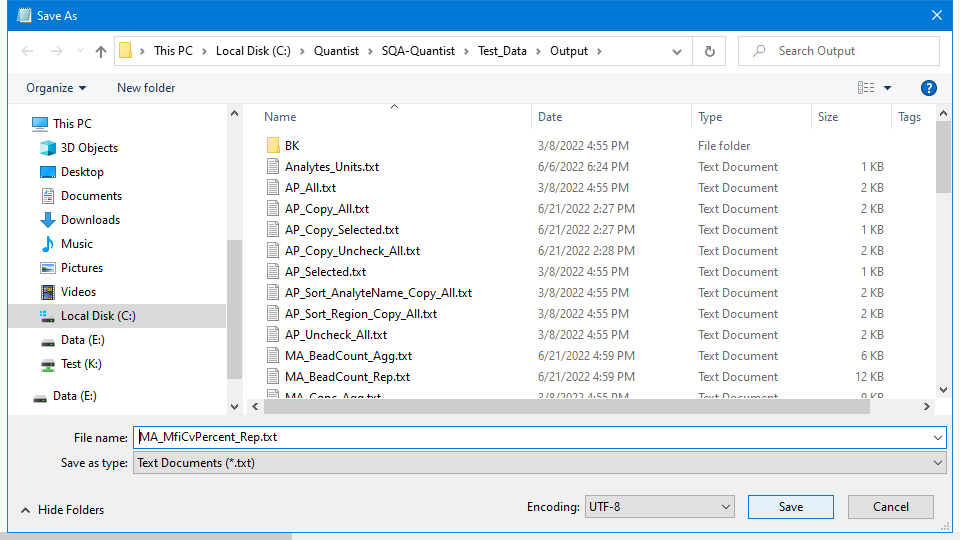 Save As
This PC > Local Disk (C:) > Quantist > SQA-Quantist > Test_Data > Output >
Search Output
Organize New folder
This PC
3D Objects
Desktop
Documents
Downloads
Music
Pictures
Videos
Local Disk (C:)
Data (E:)
Test (K:)
Data (E:)
Name Date Type Size Tags
BK 3/8/2022 4:55 PM File folder
Analytes_Units.txt 6/6/2022 6:24 PM Text Document 1 KB
AP_All.txt 3/8/2022 4:55 PM Text Document 2 KB
AP_Copy_All.txt 6/21/2022 2:27 PM Text Document 2 KB
AP_Copy_Selected.txt 6/21/2022 2:27 PM Text Document 1 KB
AP_Copy_Uncheck_All.txt 6/21/2022 2:28 PM Text Document 2 KB
AP_Selected.txt 3/8/2022 4:55 PM Text Document 1 KB
AP_Sort_AnalyteName_Copy_All.txt 3/8/2022 4:55 PM Text Document 2 KB
AP_Sort_Region_Copy_All.txt 3/8/2022 4:55 PM Text Document 2 KB
AP_Uncheck_All.txt 3/8/2022 4:55 PM Text Document 2 KB
MA_BeadCount_Agg.txt 6/21/2022 4:59 PM Text Document 6 KB
MA_BeadCount_Rep.txt 6/21/2022 4:59 PM Text Document 12 KB
MA_Conc_Agg.txt 3/8/2022 4:55 PM Text Document 9 KB
File name: MA_MfiCvPercent_Rep.txt
Save as type: Text Documents (*.txt)
Hide Folders Encoding: UTF-8 Save Cancel